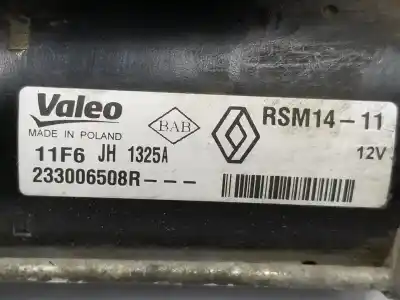 Valeo
MADE IN POLAND
BAB
RSM14-11
12V
11F6 JH 1325A
233006508R---